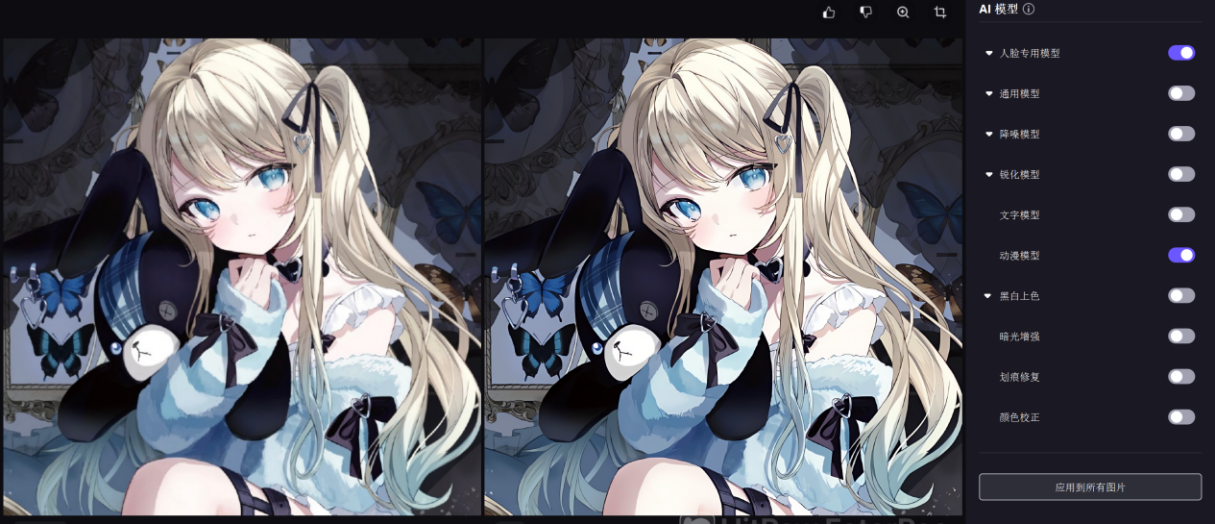 AI 模型
人脸专用模型
通用模型
降噪模型
锐化模型
文字模型
动漫模型
黑白上色
暗光增强
划痕修复
颜色校正
应用到所有图片